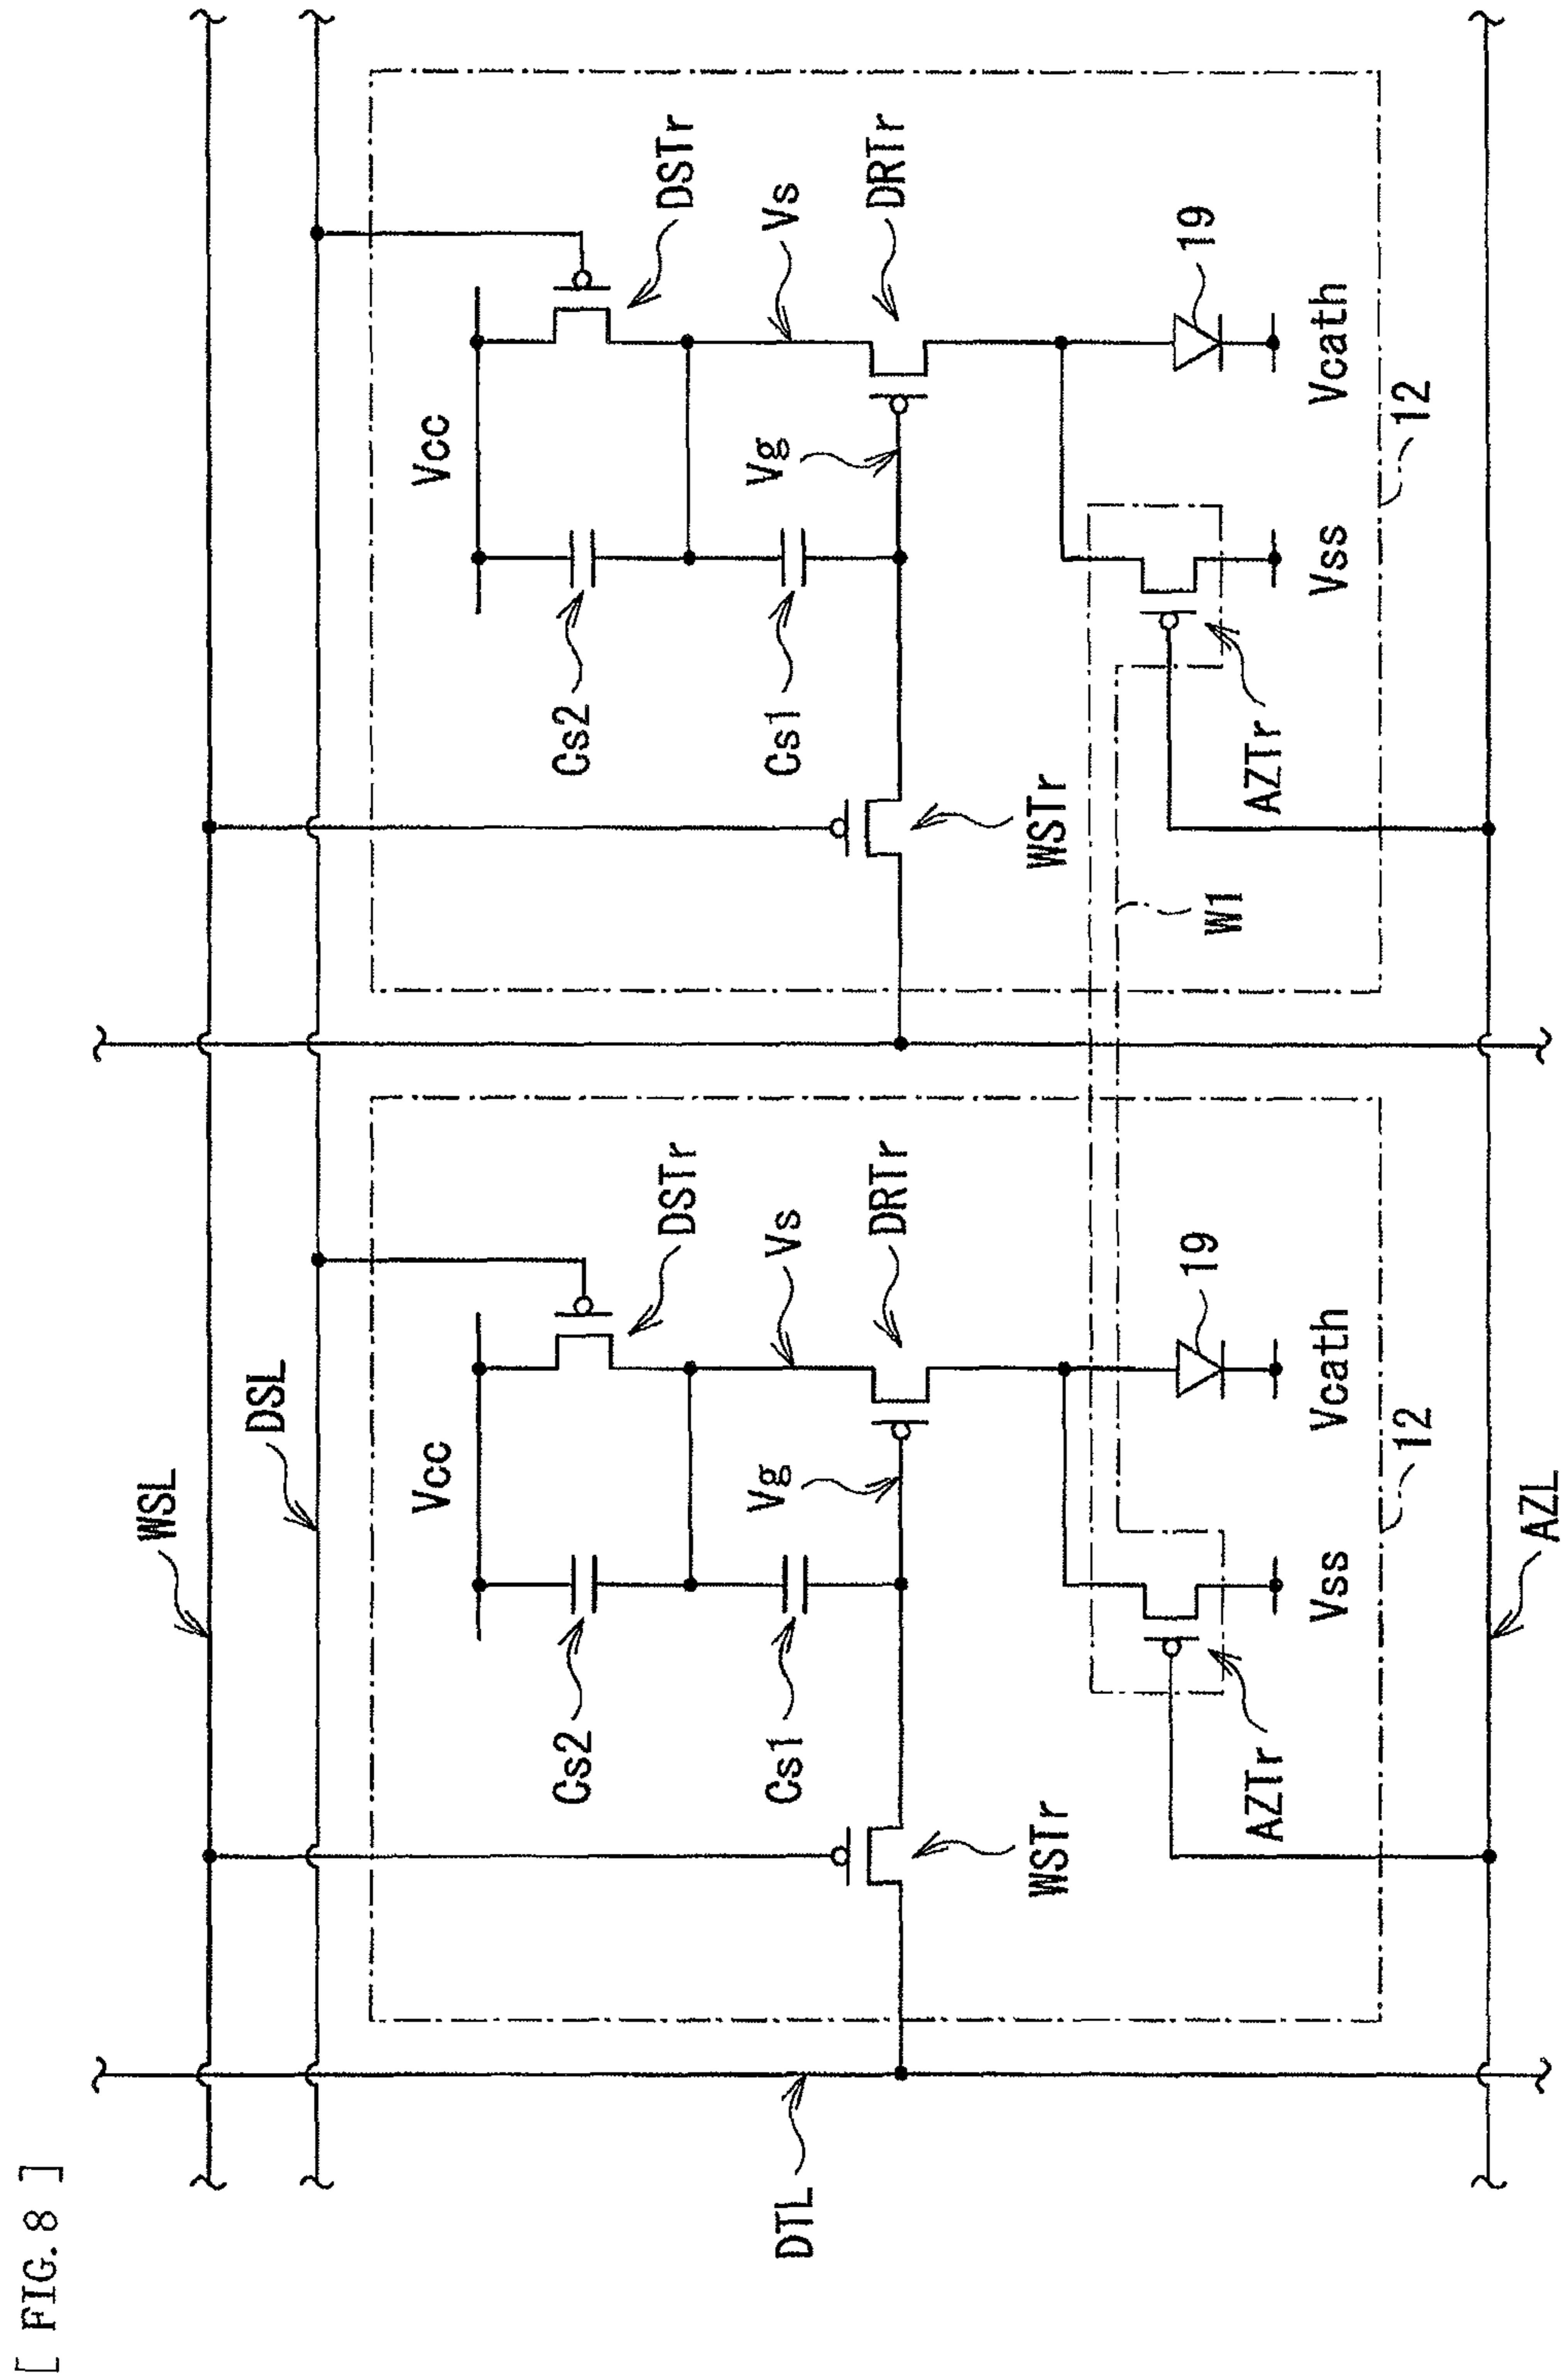 [ FIG. 8 ]
WSL
DSL
Vcc
DSTr
Vcc
DSTr
Cs2
Vs
Cs2
Vs
Cs1
Vg
DRTr
Cs1
Vg
DRTr
DTL
WSTr
WSTr
19
W1
19
AZTr
Vss
Vcath
AZTr
Vss
Vcath
12
12
AZL